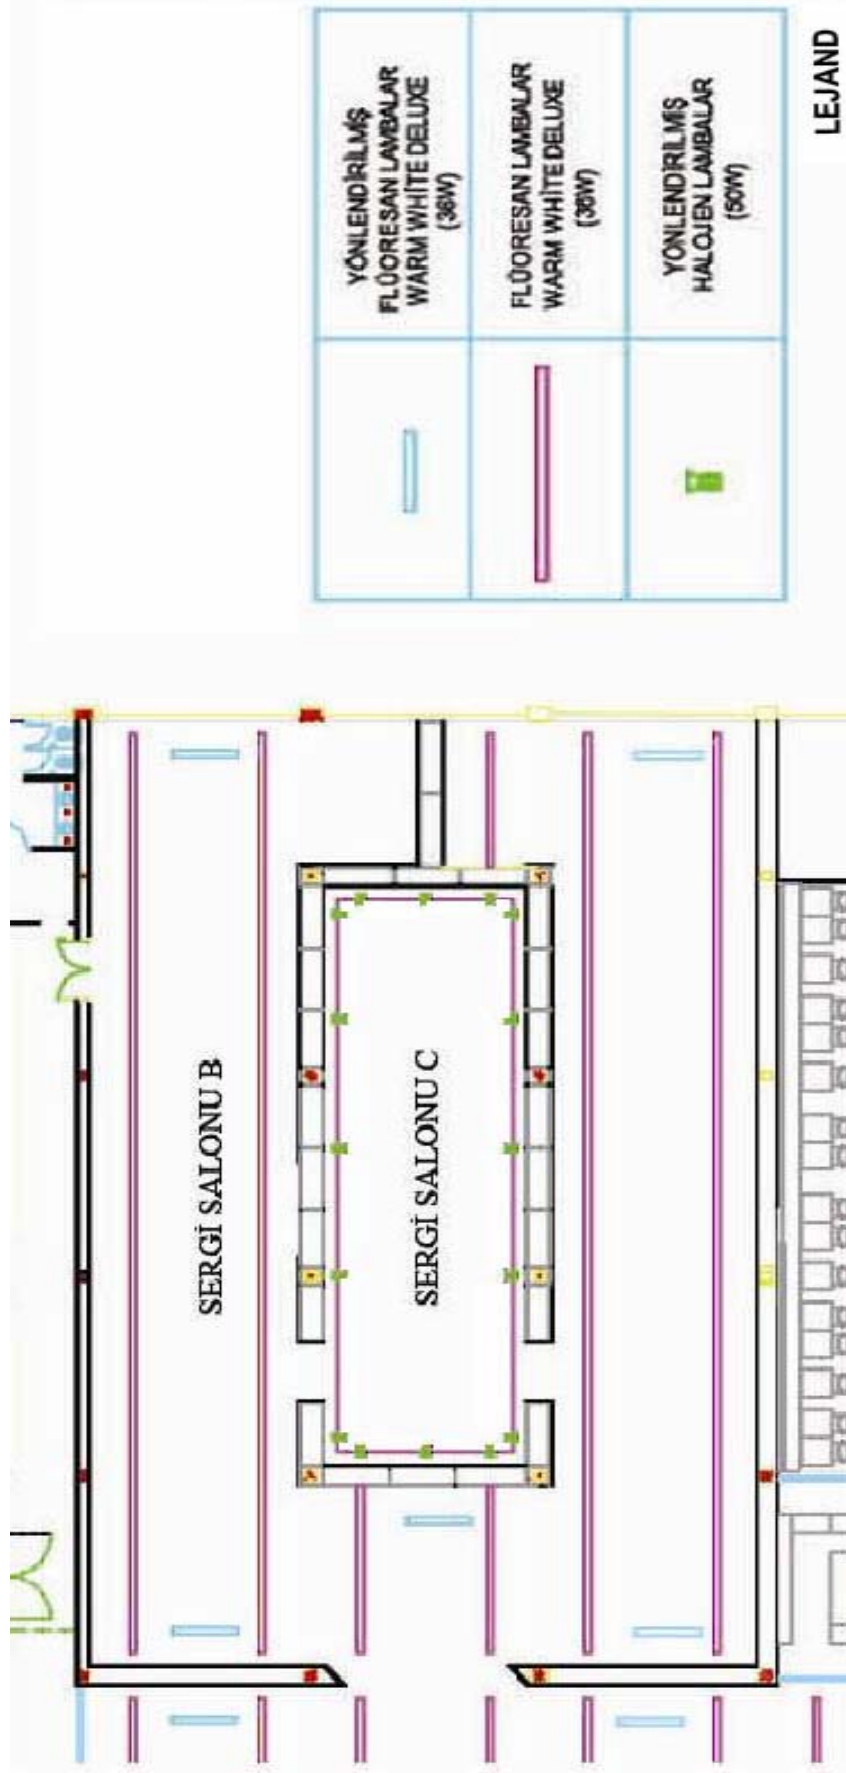 LEJAND
YÖNLENDİRİLMİŞ
FLÜORESAN LAMBALAR
WARM WHİTE DELUXE
(36W)
FLÜORESAN LAMBALAR
WARM WHİTE DELUXE
(36W)
YÖNLENDİRİLMİŞ
HALOJEN LAMBALAR
(50W)
SERGİ SALONU B
SERGİ SALONU C